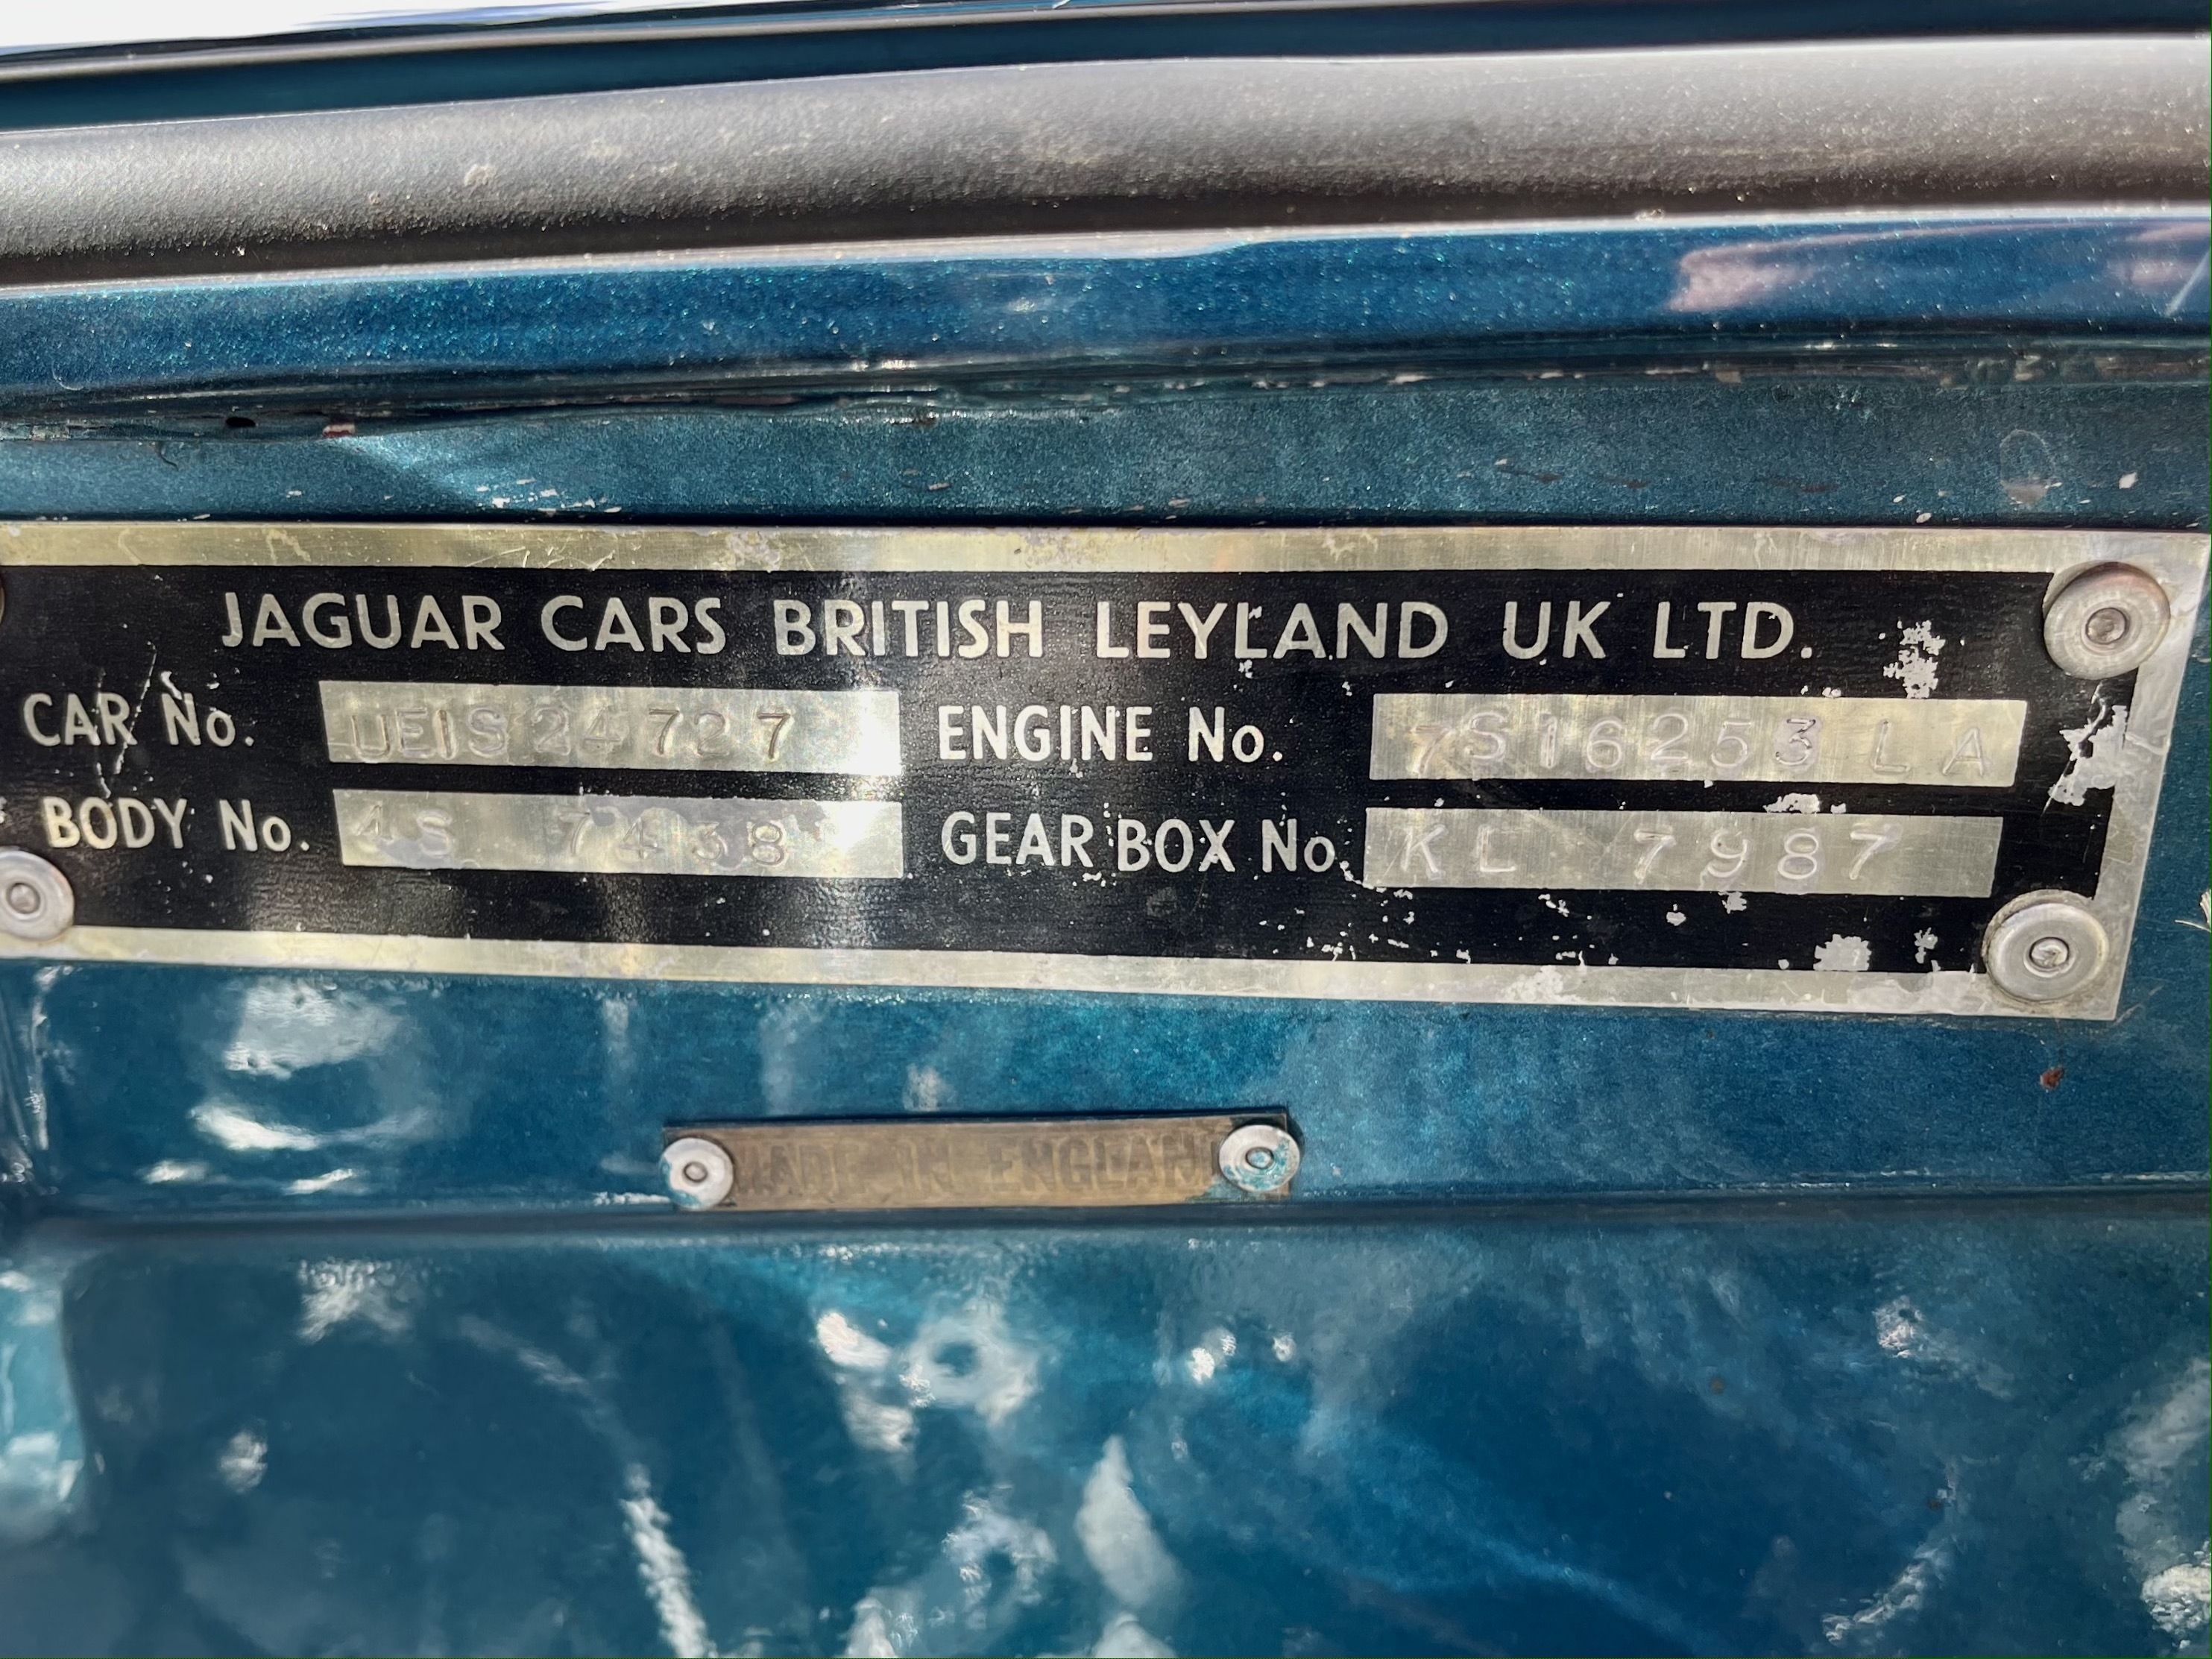 JAGUAR CARS BRITISH LEYLAND UK LTD.
CAR No. UE1S24727 ENGINE No. 7S16253 LA
BODY No. 4S 7438 GEAR BOX No. KL 7987
MADE IN ENGLAND